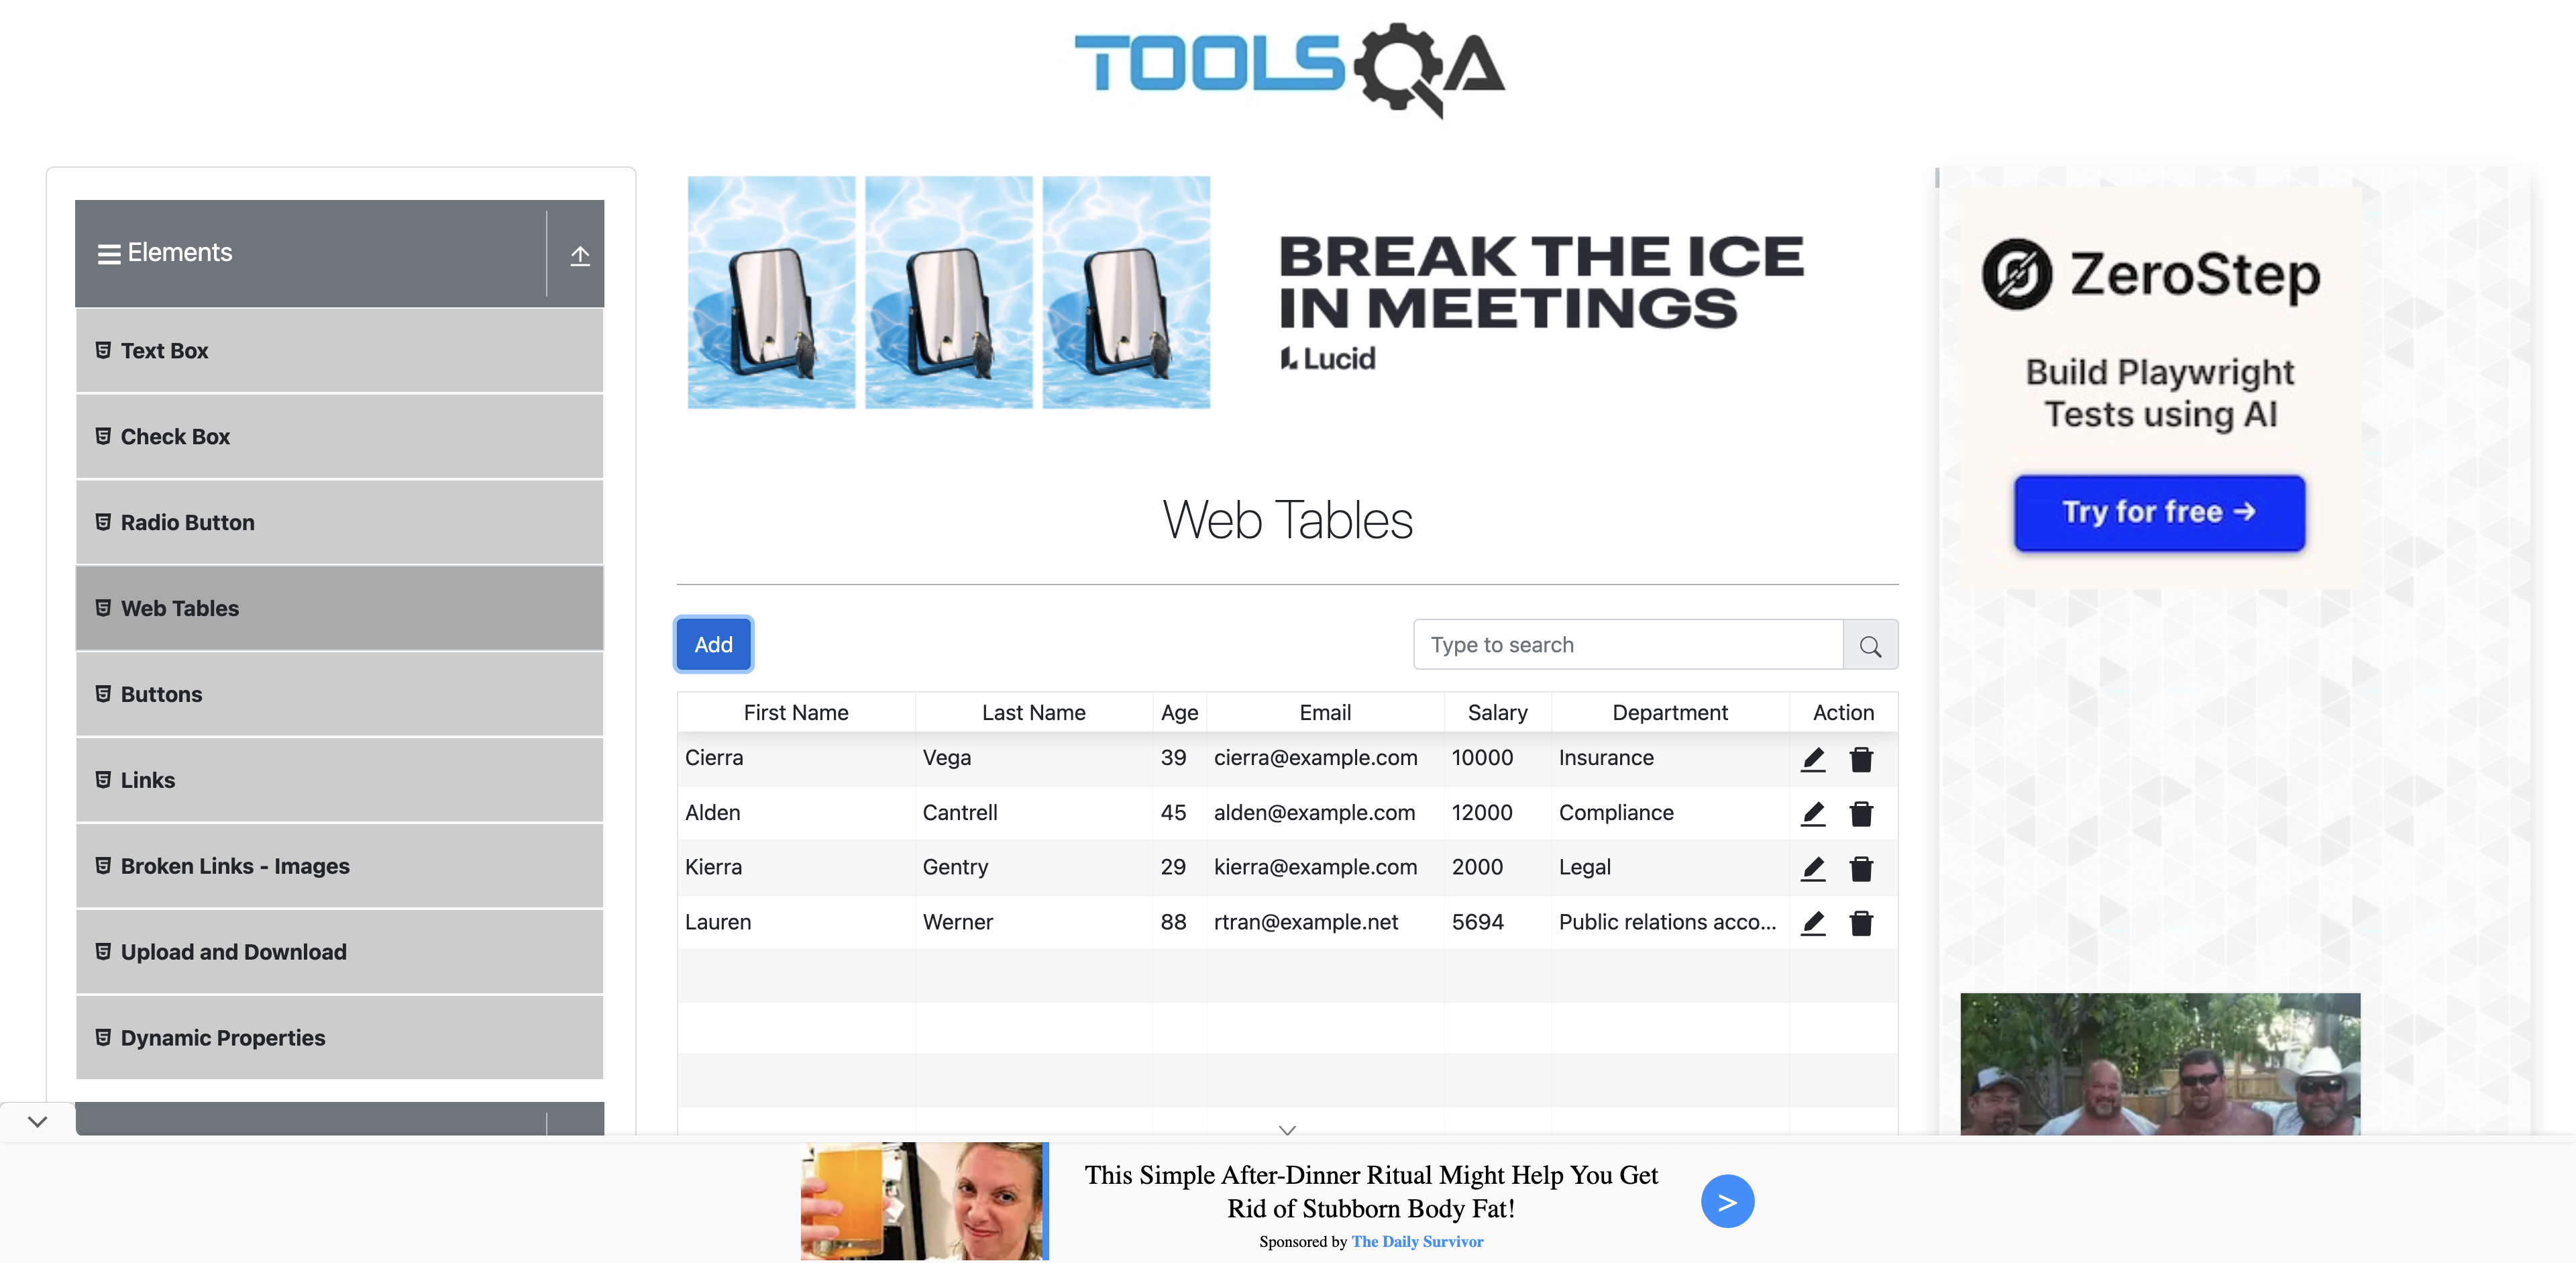 TOOLSQA
Elements
Text Box
Check Box
Radio Button
Web Tables
Buttons
Links
Broken Links - Images
Upload and Download
Dynamic Properties
BREAK THE ICE
IN MEETINGS
Lucid
Web Tables
Add
Type to search
First Name Last Name Age Email Salary Department Action
Cierra Vega 39 cierra@example.com 10000 Insurance
Alden Cantrell 45 alden@example.com 12000 Compliance
Kierra Gentry 29 kierra@example.com 2000 Legal
Lauren Werner 88 rtran@example.net 5694 Public relations acco...
ZeroStep
Build Playwright
Tests using AI
Try for free →
This Simple After-Dinner Ritual Might Help You Get
Rid of Stubborn Body Fat!
Sponsored by The Daily Survivor
>